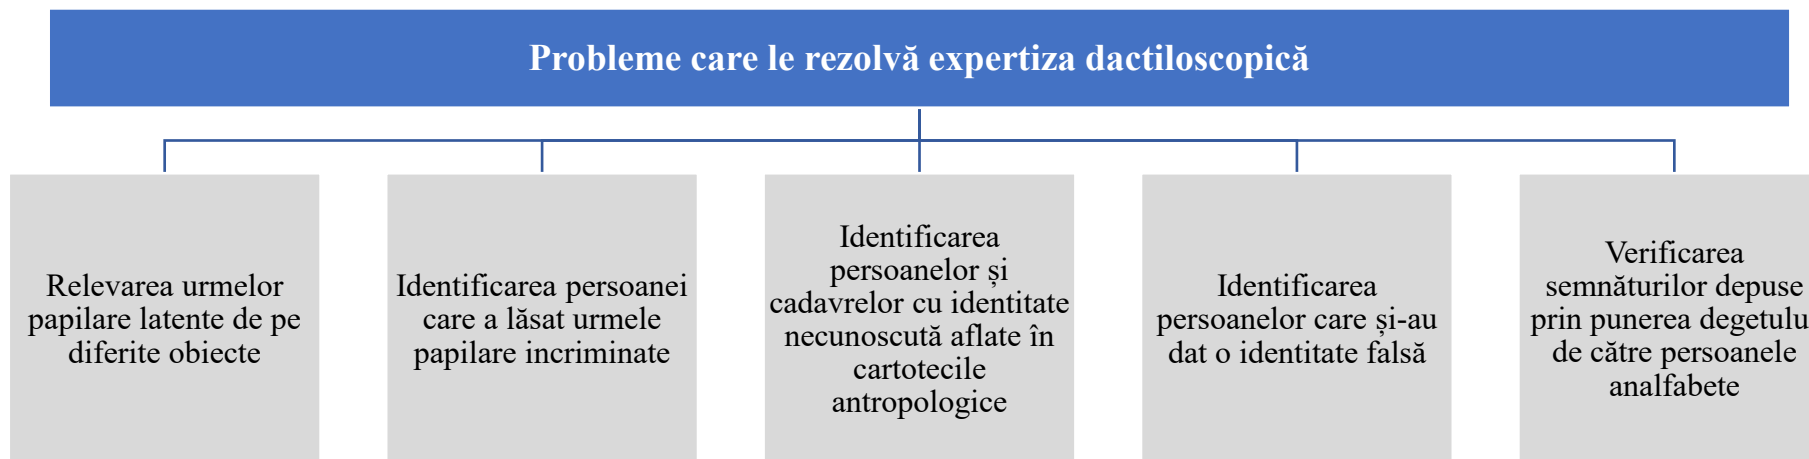 Probleme care le rezolvă expertiza dactiloscopică
Relevarea urmelor
papilare latente de pe
diferite obiecte
Identificarea persoanei
care a lăsat urmele
papilare incriminate
Identificarea
persoanelor și
cadavrelor cu identitate
necunoscută aflate în
cartotecile
antropologice
Identificarea
persoanelor care și-au
dat o identitate falsă
Verificarea
semnăturilor depuse
prin punerea degetului
de către persoanele
analfabete